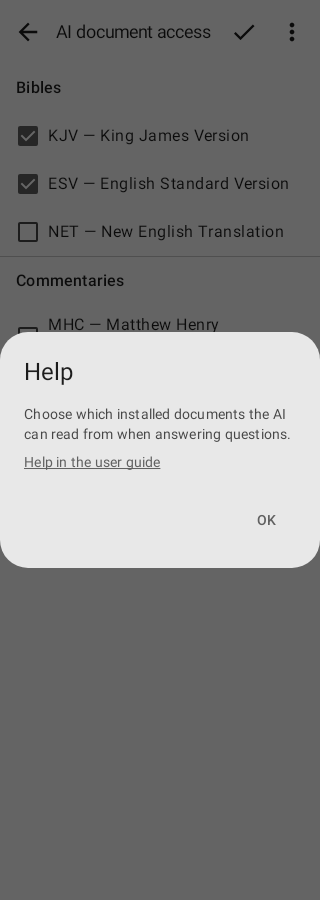 AI document access
Bibles
KJV — King James Version
ESV — English Standard Version
NET — New English Translation
Commentaries
MHC — Matthew Henry
Help
Choose which installed documents the AI
can read from when answering questions.
Help in the user guide
OK